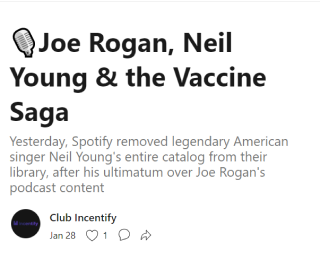 🎙Joe Rogan, Neil
Young & the Vaccine
Saga
Yesterday, Spotify removed legendary American
singer Neil Young's entire catalog from their
library, after his ultimatum over Joe Rogan's
podcast content
Club Incentify
Jan 28 1